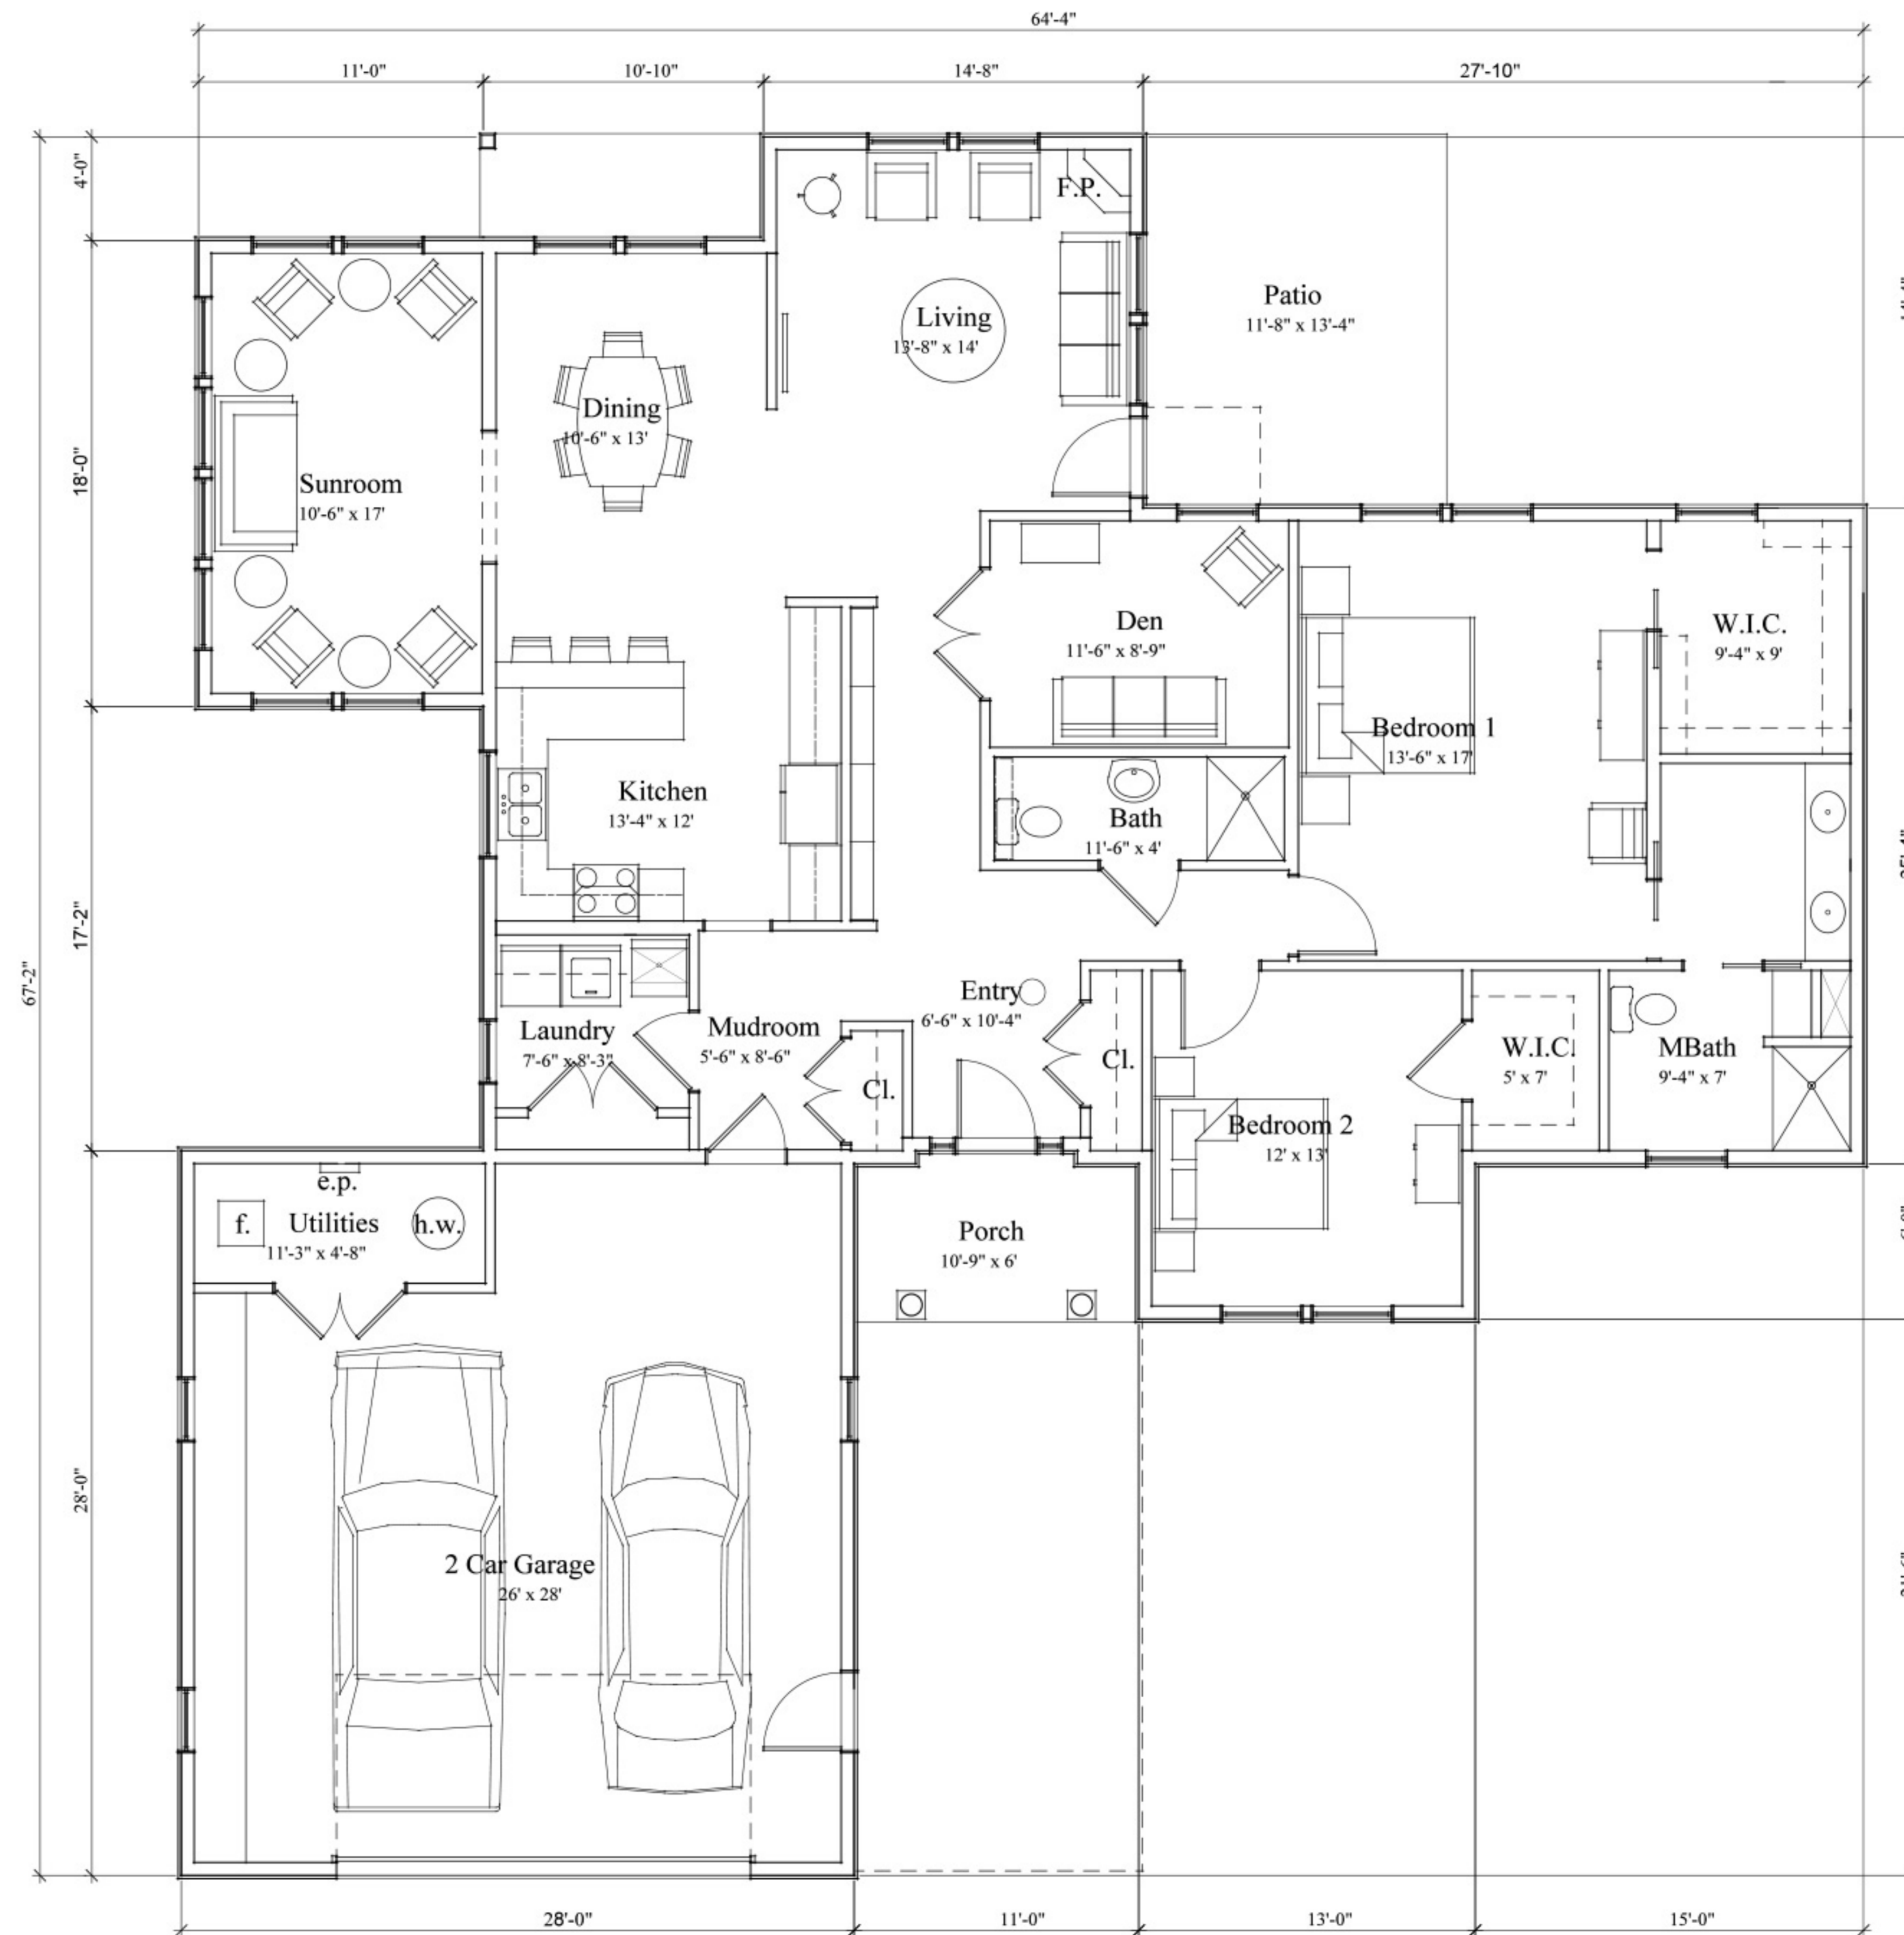 64'-4"
11'-0"
10'-10"
14'-8"
27'-10"
4'-0"
F.P.
Living
13'-8" x 14'
Patio
11'-8" x 13'-4"
Dining
10'-6" x 13'
18'-0"
Sunroom
10'-6" x 17'
Den
11'-6" x 8'-9"
W.I.C.
9'-4" x 9'
Bedroom 1
13'-6" x 17'
Kitchen
13'-4" x 12'
Bath
11'-6" x 4'
17'-2"
67'-2"
Entry
6'-6" x 10'-4"
Laundry
7'-6" x 8'-3"
Mudroom
5'-6" x 8'-6"
Cl.
Cl.
W.I.C.
5' x 7'
MBath
9'-4" x 7'
Bedroom 2
12' x 13'
e.p.
f.
Utilities
h.w.
11'-3" x 4'-8"
Porch
10'-9" x 6'
28'-0"
2 Car Garage
26' x 28'
28'-0"
11'-0"
13'-0"
15'-0"